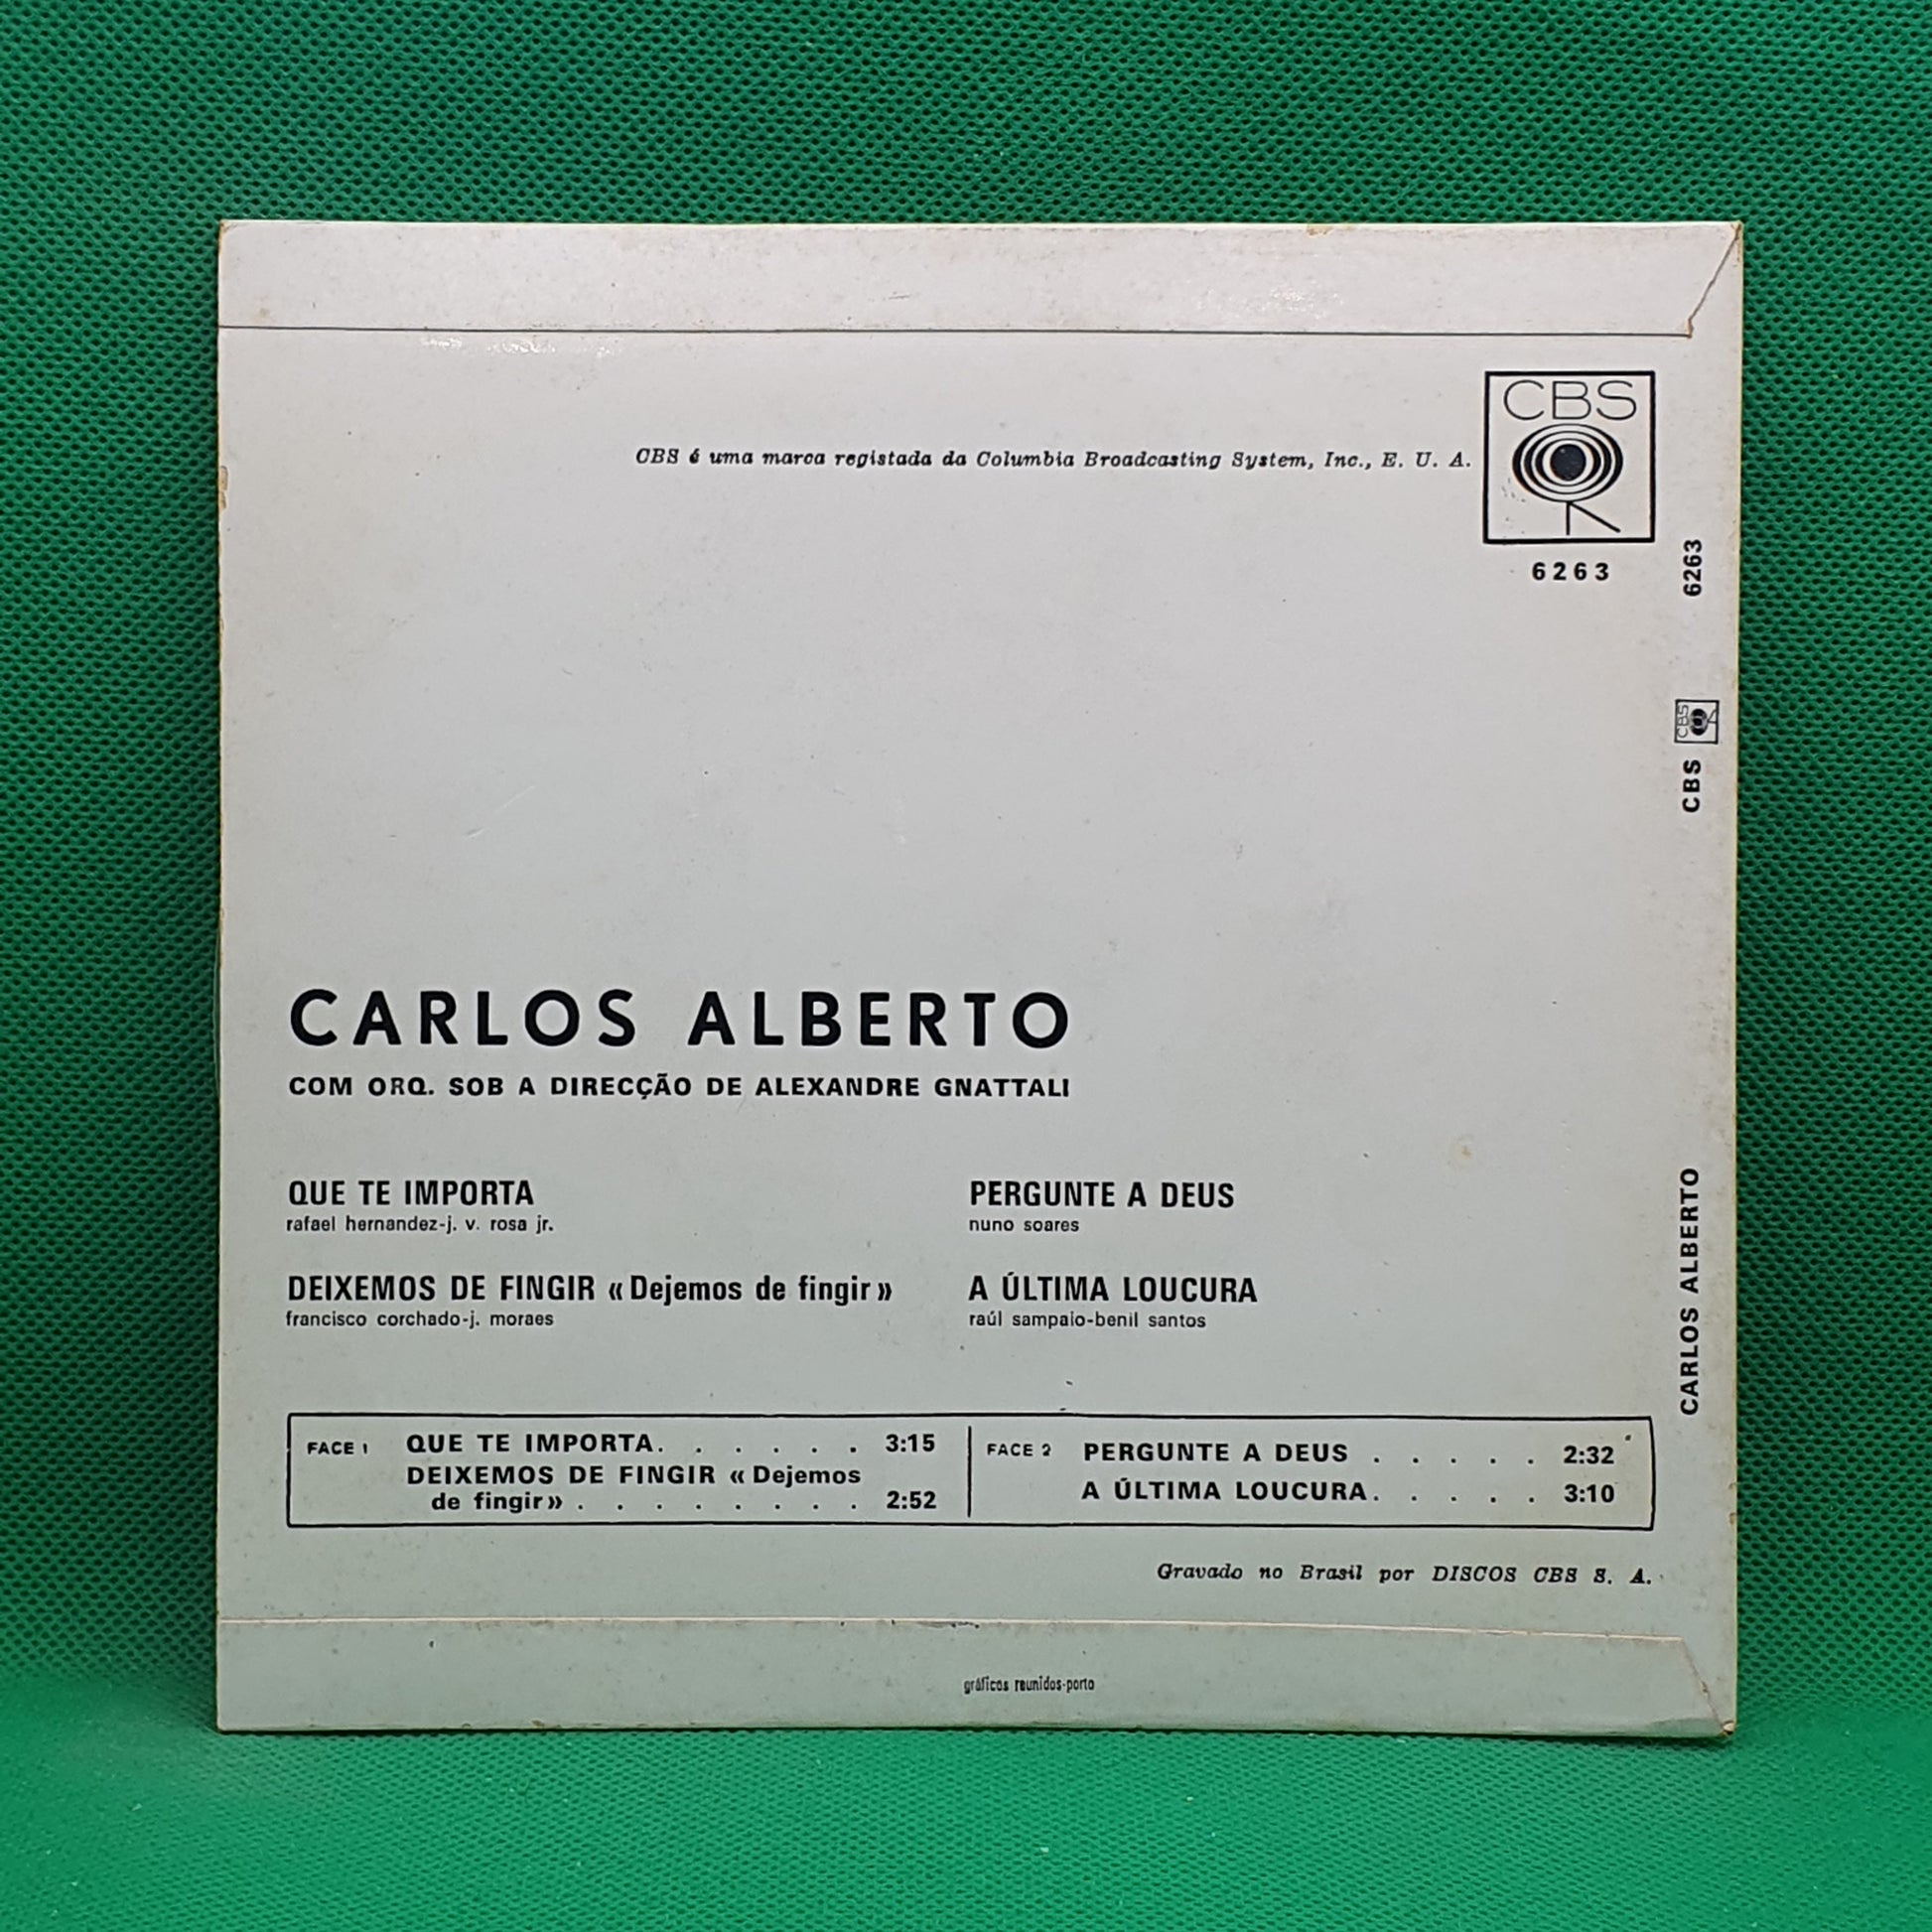 CBS
CBS é uma marca registada da Columbia Broadcasting System, Inc., E. U. A.
6263
6263
CBS
CBS
CARLOS ALBERTO
CARLOS ALBERTO
COM ORQ. SOB A DIRECÇÃO DE ALEXANDRE GNATTALI
QUE TE IMPORTA
rafael hernandez-j. v. rosa jr.
DEIXEMOS DE FINGIR «Dejemos de fingir»
francisco corchado-j. moraes
PERGUNTE A DEUS
nuno soares
A ÚLTIMA LOUCURA
raúl sampaio-benil santos
FACE 1
QUE TE IMPORTA. . . . . . 3:15
DEIXEMOS DE FINGIR «Dejemos
de fingir» . . . . . . . . 2:52
FACE 2
PERGUNTE A DEUS . . . . . 2:32
A ÚLTIMA LOUCURA. . . . . 3:10
Gravado no Brasil por DISCOS CBS S. A.
gráficos reunidos-porto